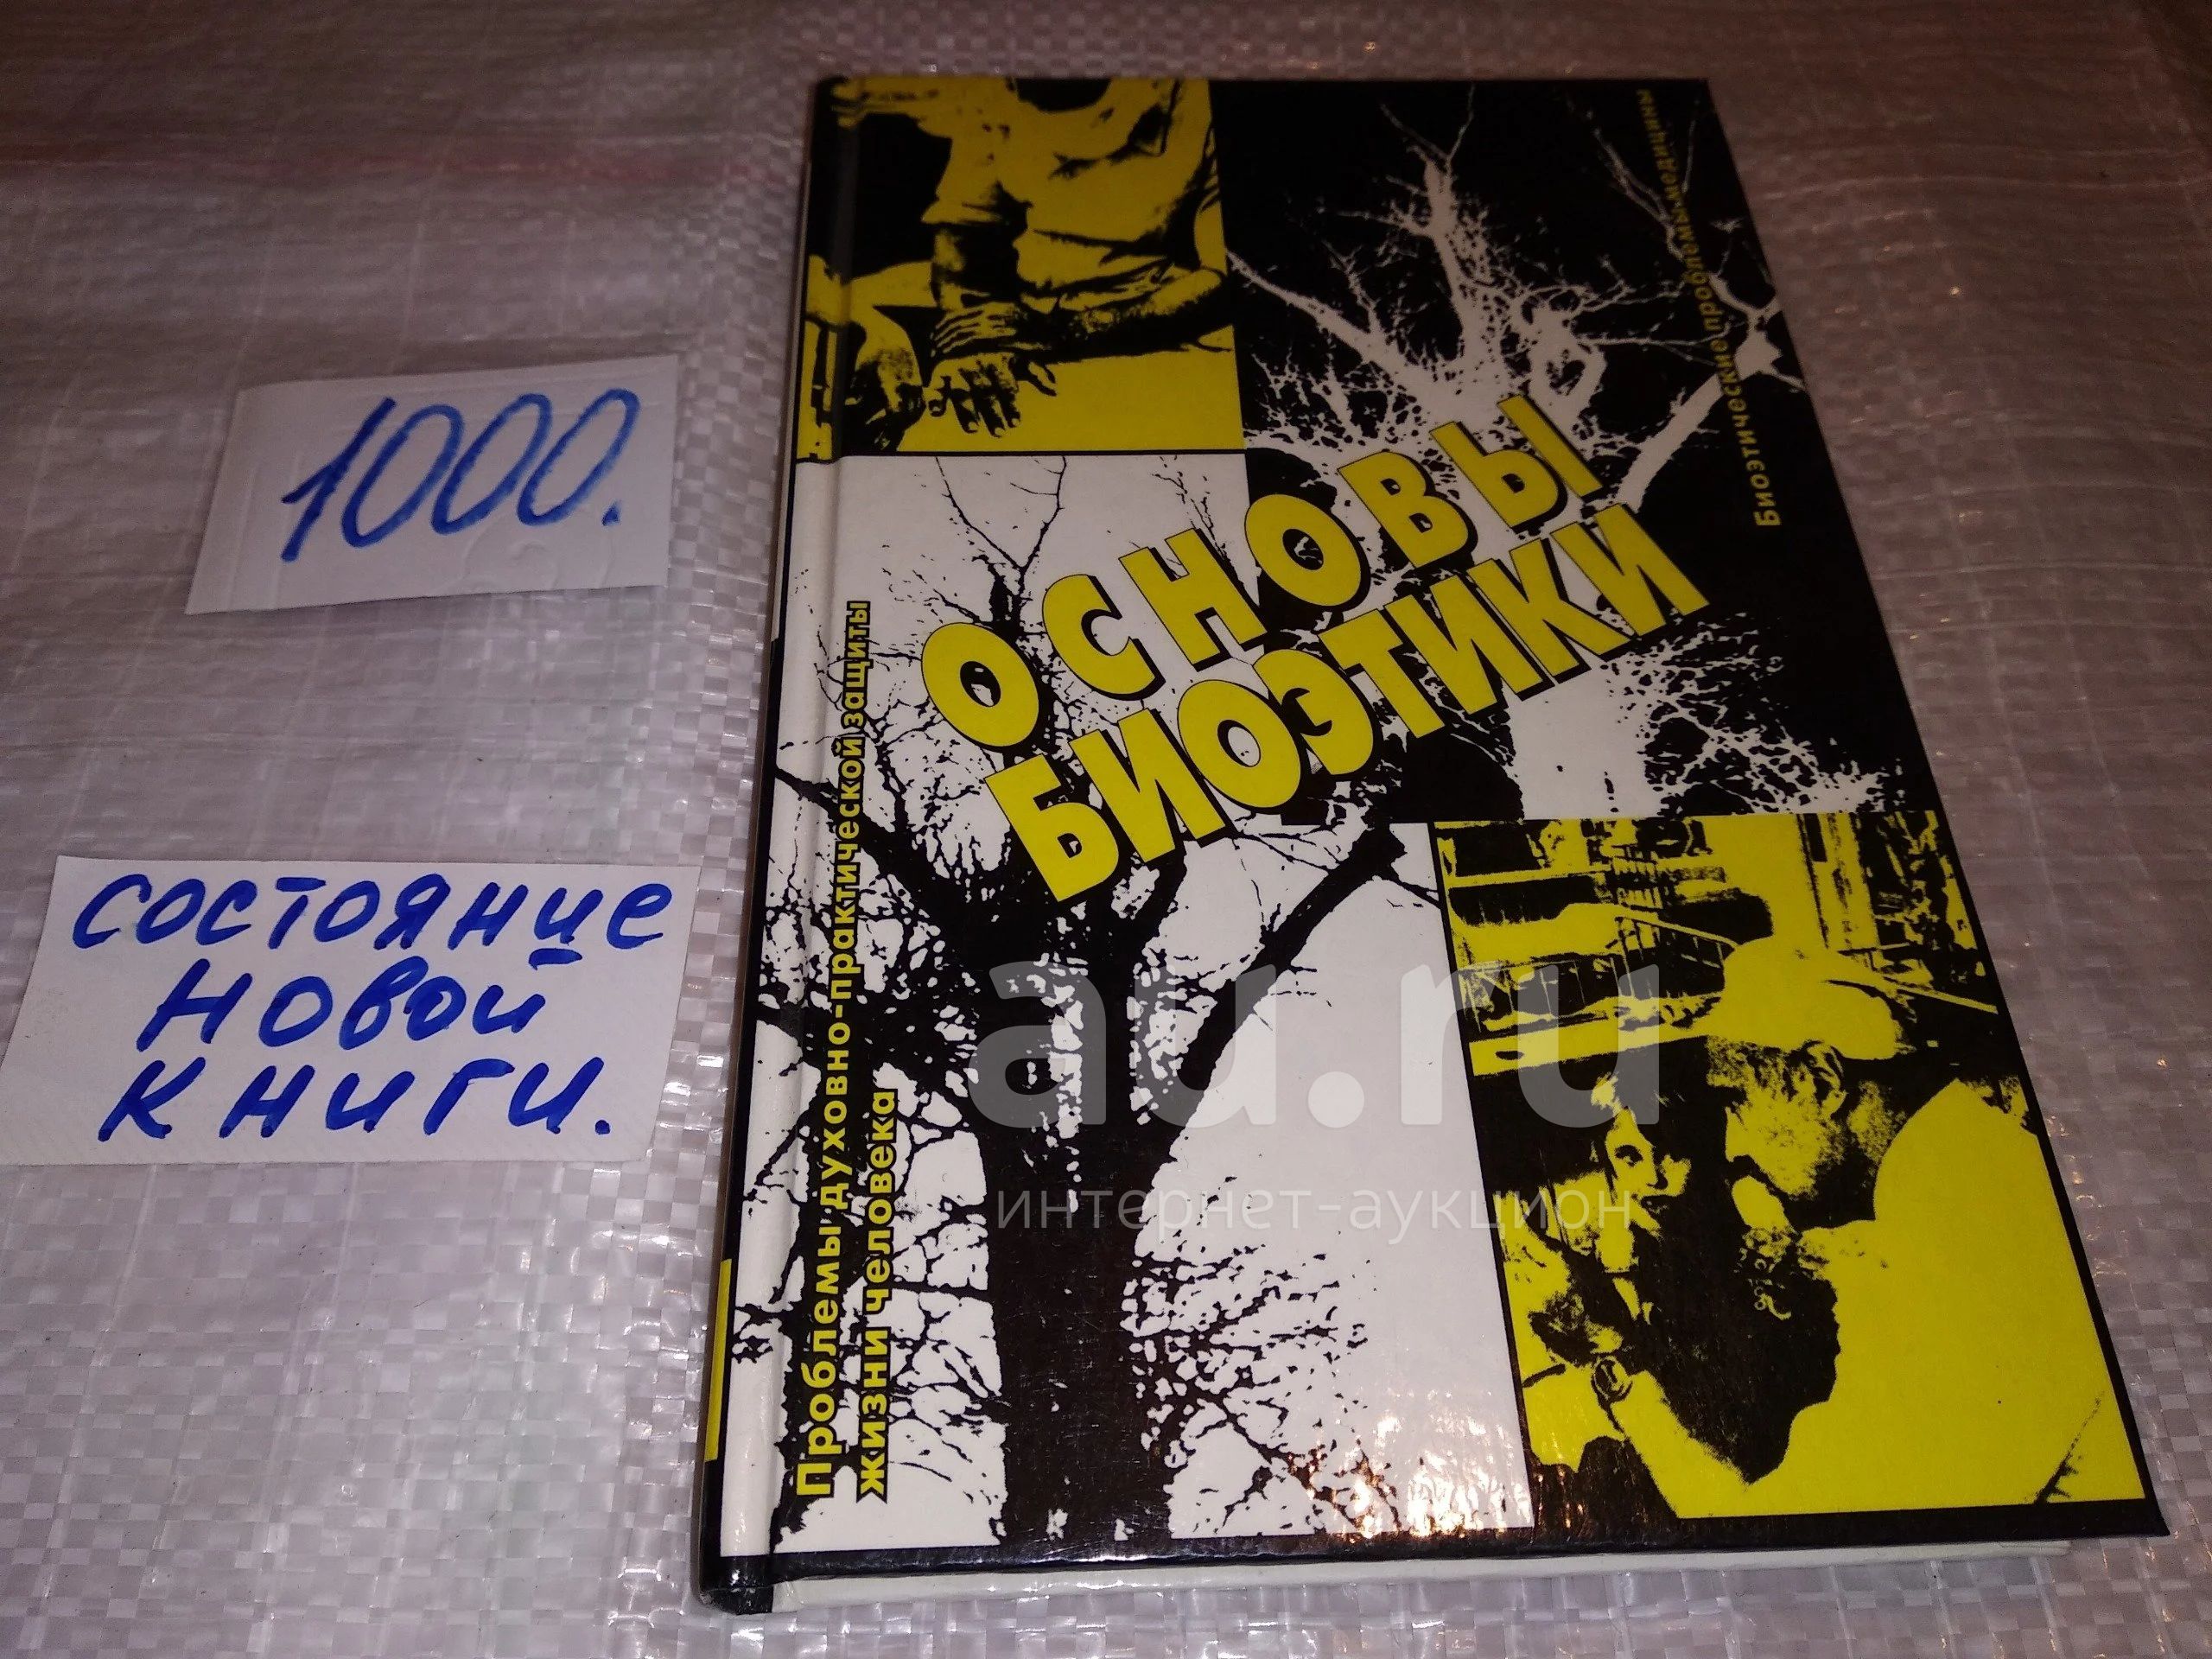 1000.
состояние
новой
книги.
ОСНОВЫ
БИОЭТИКИ
Биоэтические проблемы медицины
Проблемы духовно-практической защиты
жизни человека
au.ru
интернет-аукцион